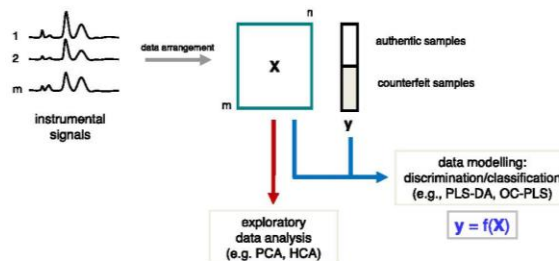 1
2
m
instrumental
signals
data arrangement
n
X
m
y
authentic samples
counterfeit samples
exploratory
data analysis
(e.g. PCA, HCA)
data modelling:
discrimination/classification
(e.g., PLS-DA, OC-PLS)
y = f(X)